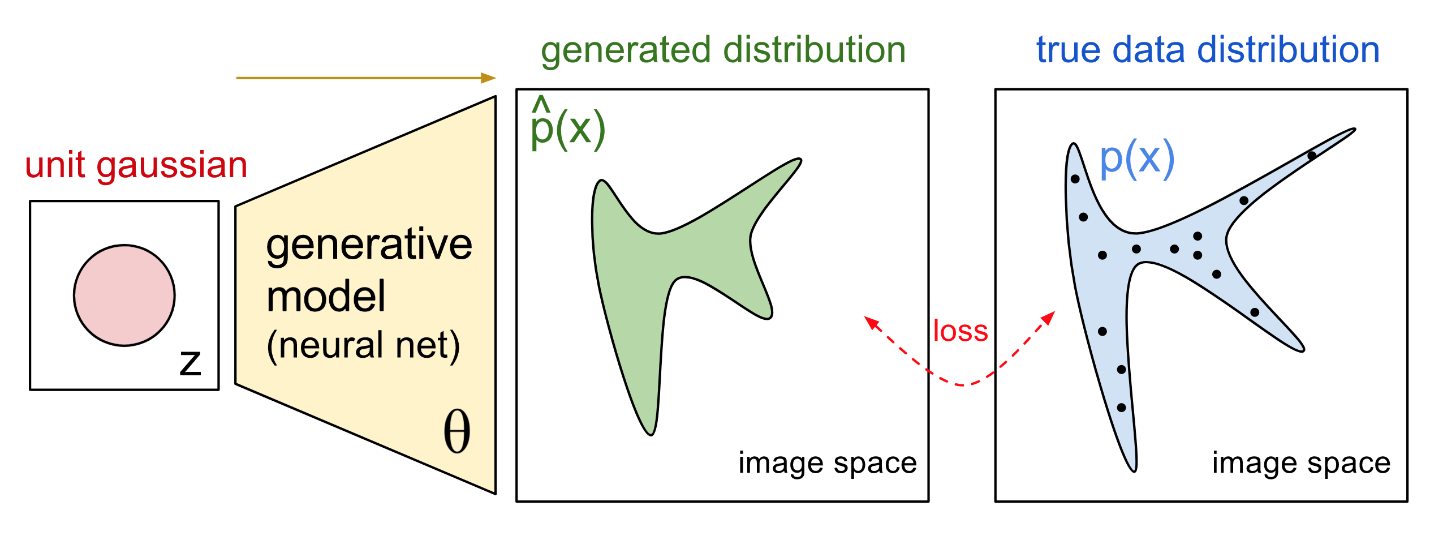 unit gaussian
z
generative
model
(neural net)
θ
generated distribution
p̂(x)
image space
loss
true data distribution
p(x)
image space